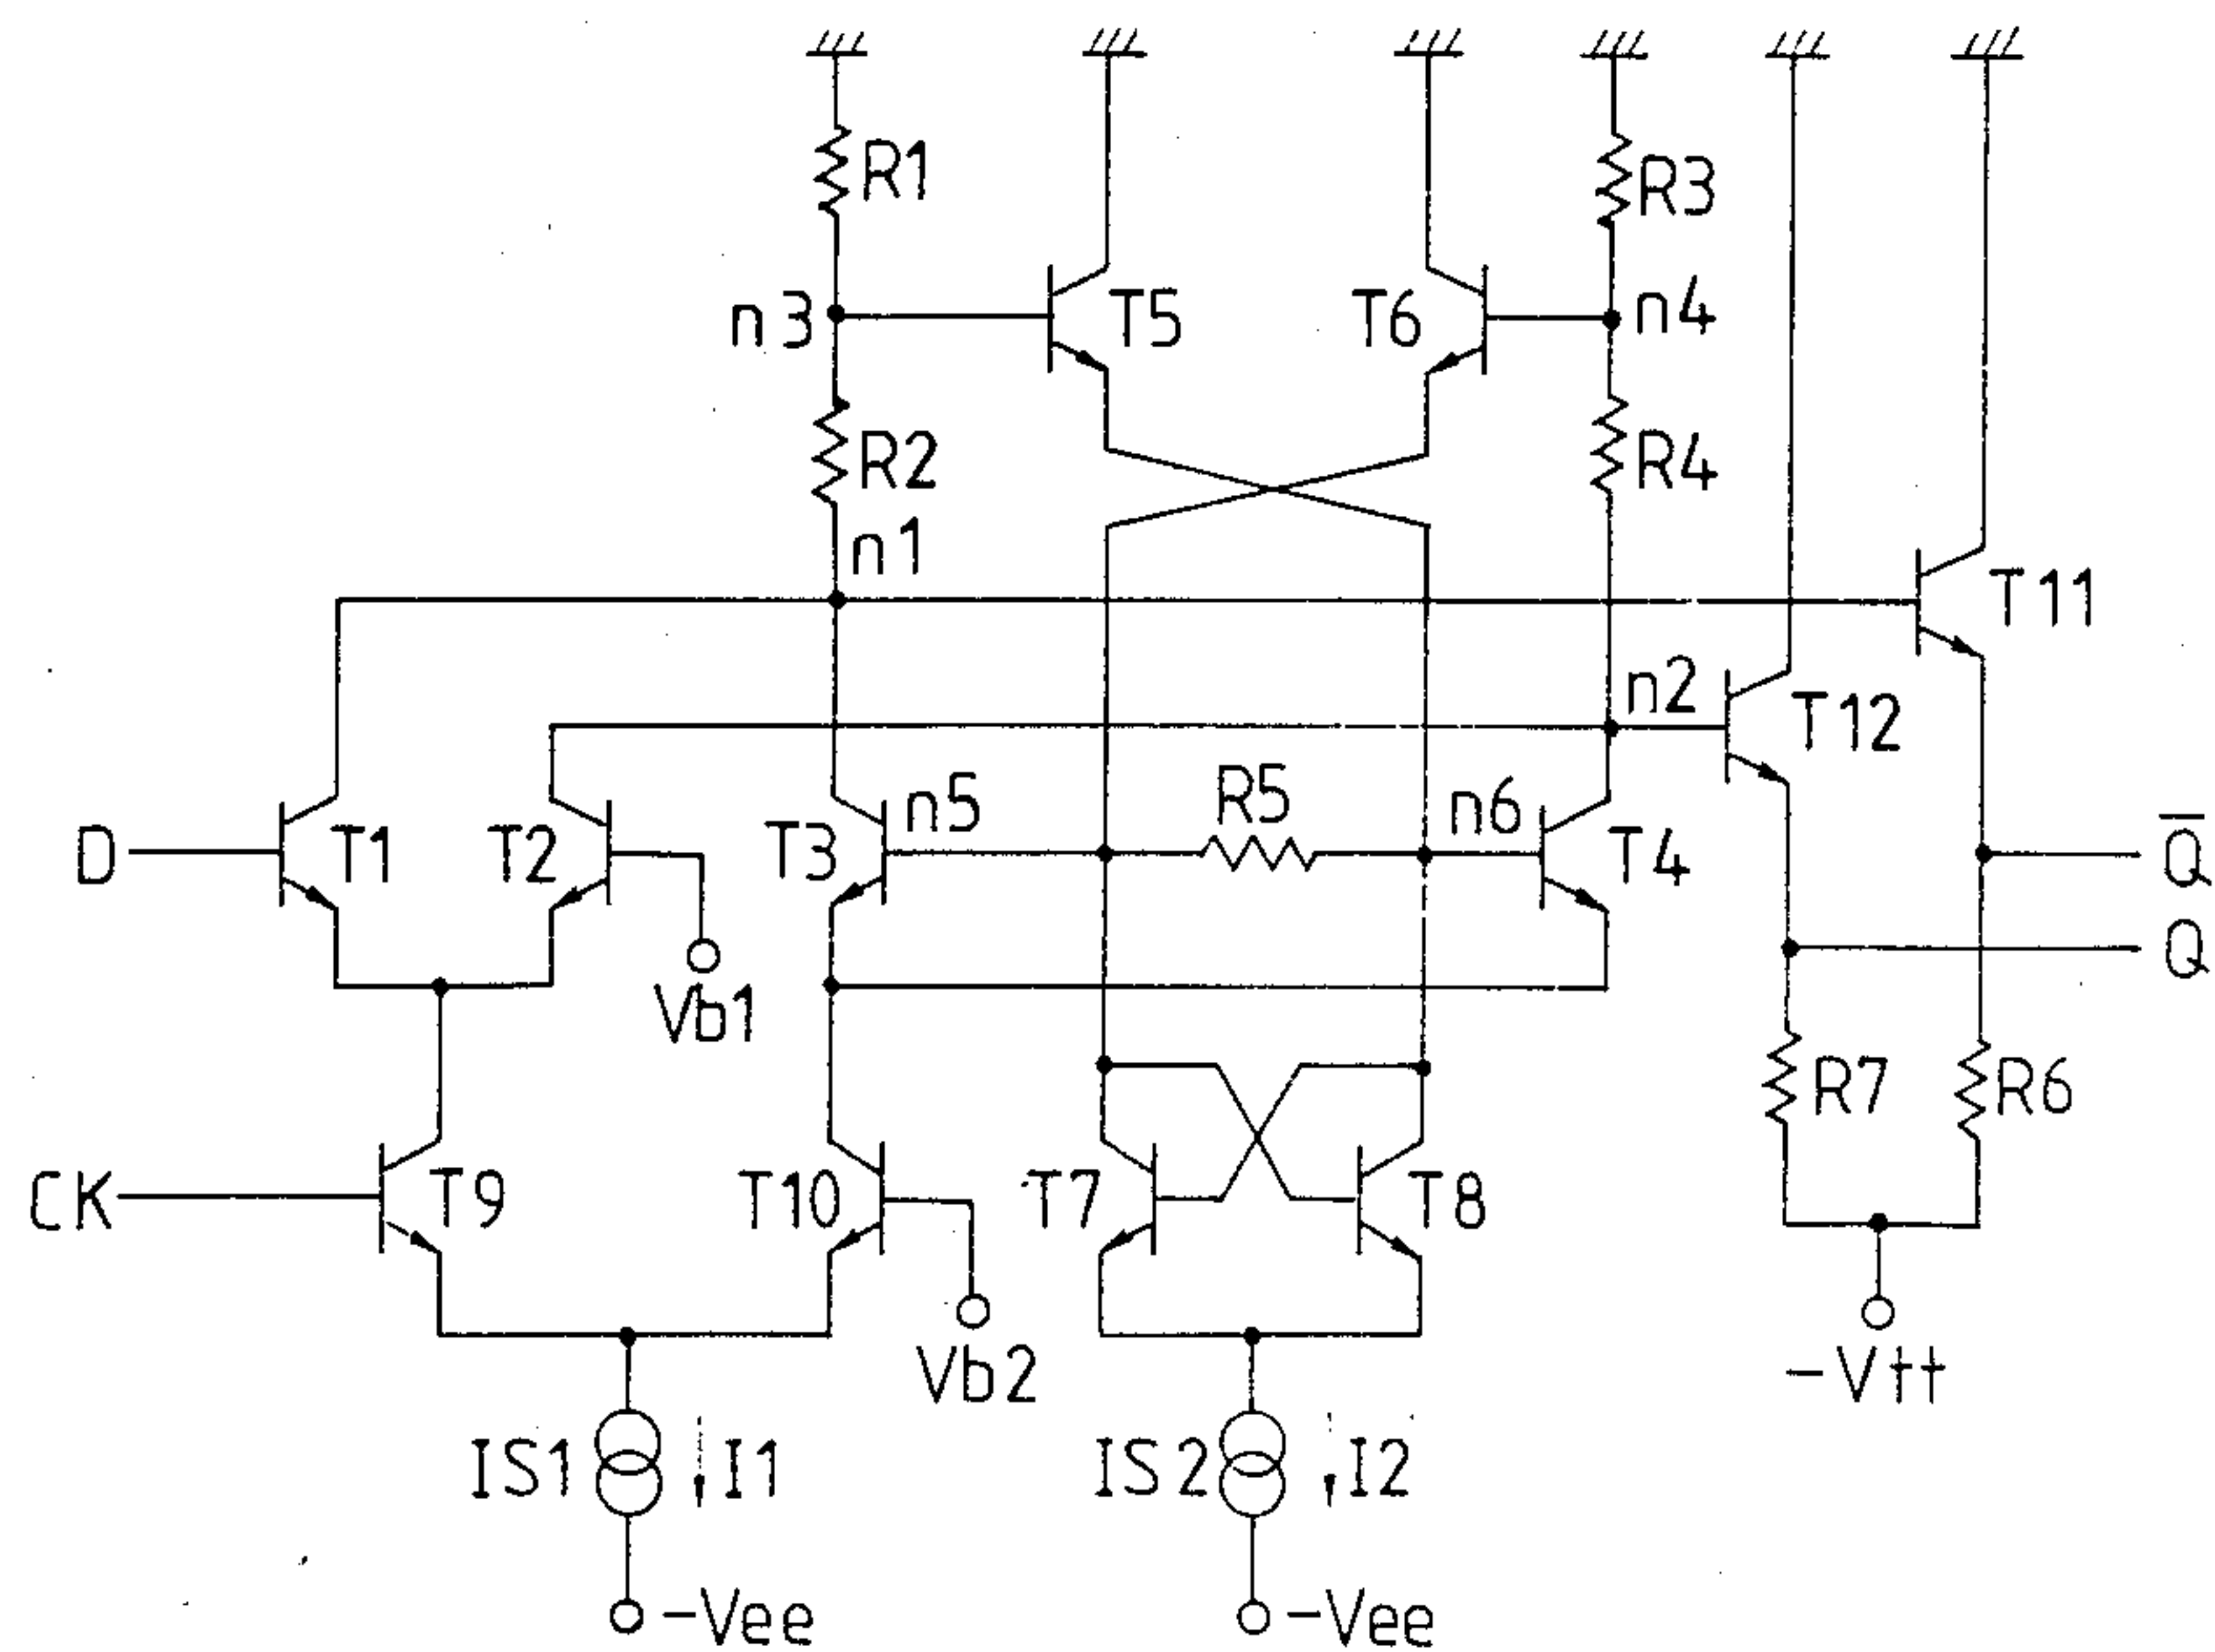 R1
R3
n3
T5
T6
n4
R2
R4
n1
T11
n2
T12
D
T1
T2
T3
n5
R5
n6
T4
Q̅
Q
Vb1
CK
T9
T10
T7
T8
R7
R6
Vb2
-Vtt
IS1
I1
IS2
I2
-Vee
-Vee